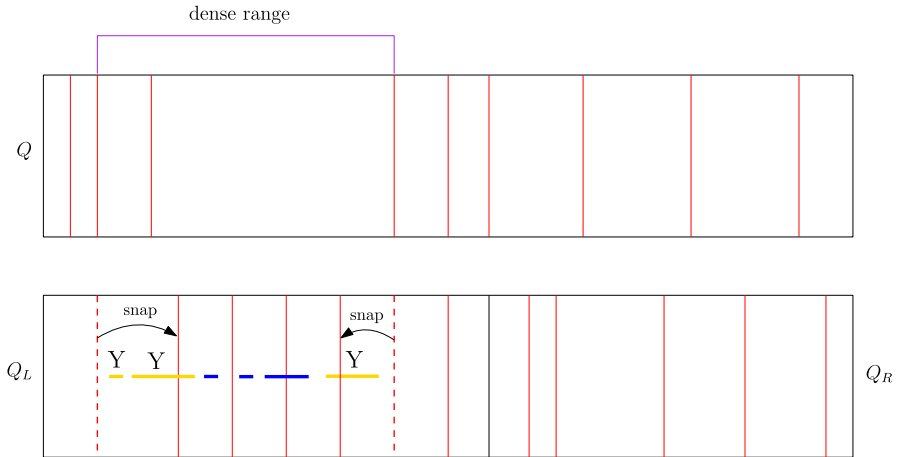 dense range
Q
snap
snap
Y Y Y
Q_L
Q_R